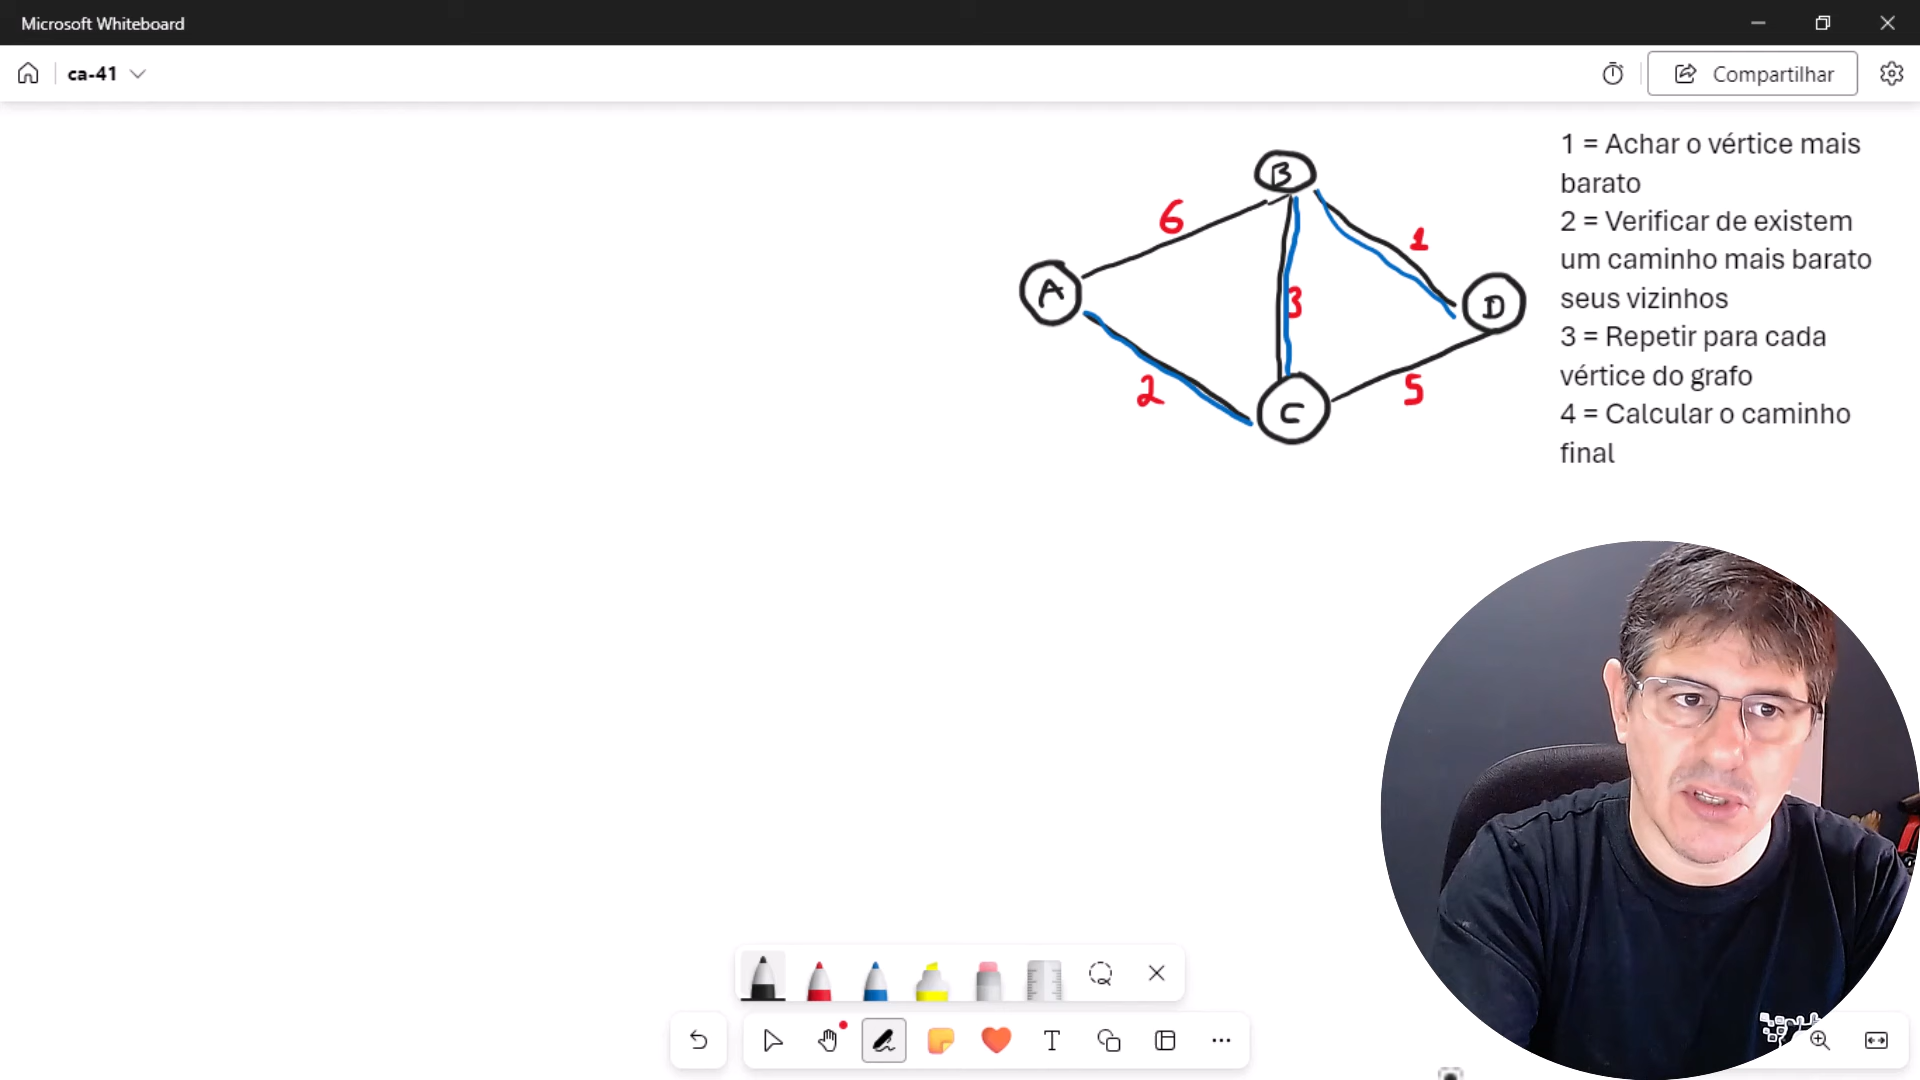 Microsoft Whiteboard
ca-41
Compartilhar
1 = Achar o vértice mais
barato
2 = Verificar de existem
um caminho mais barato
seus vizinhos
3 = Repetir para cada
vértice do grafo
4 = Calcular o caminho
final
B
6
1
A
3
D
2
5
C
T